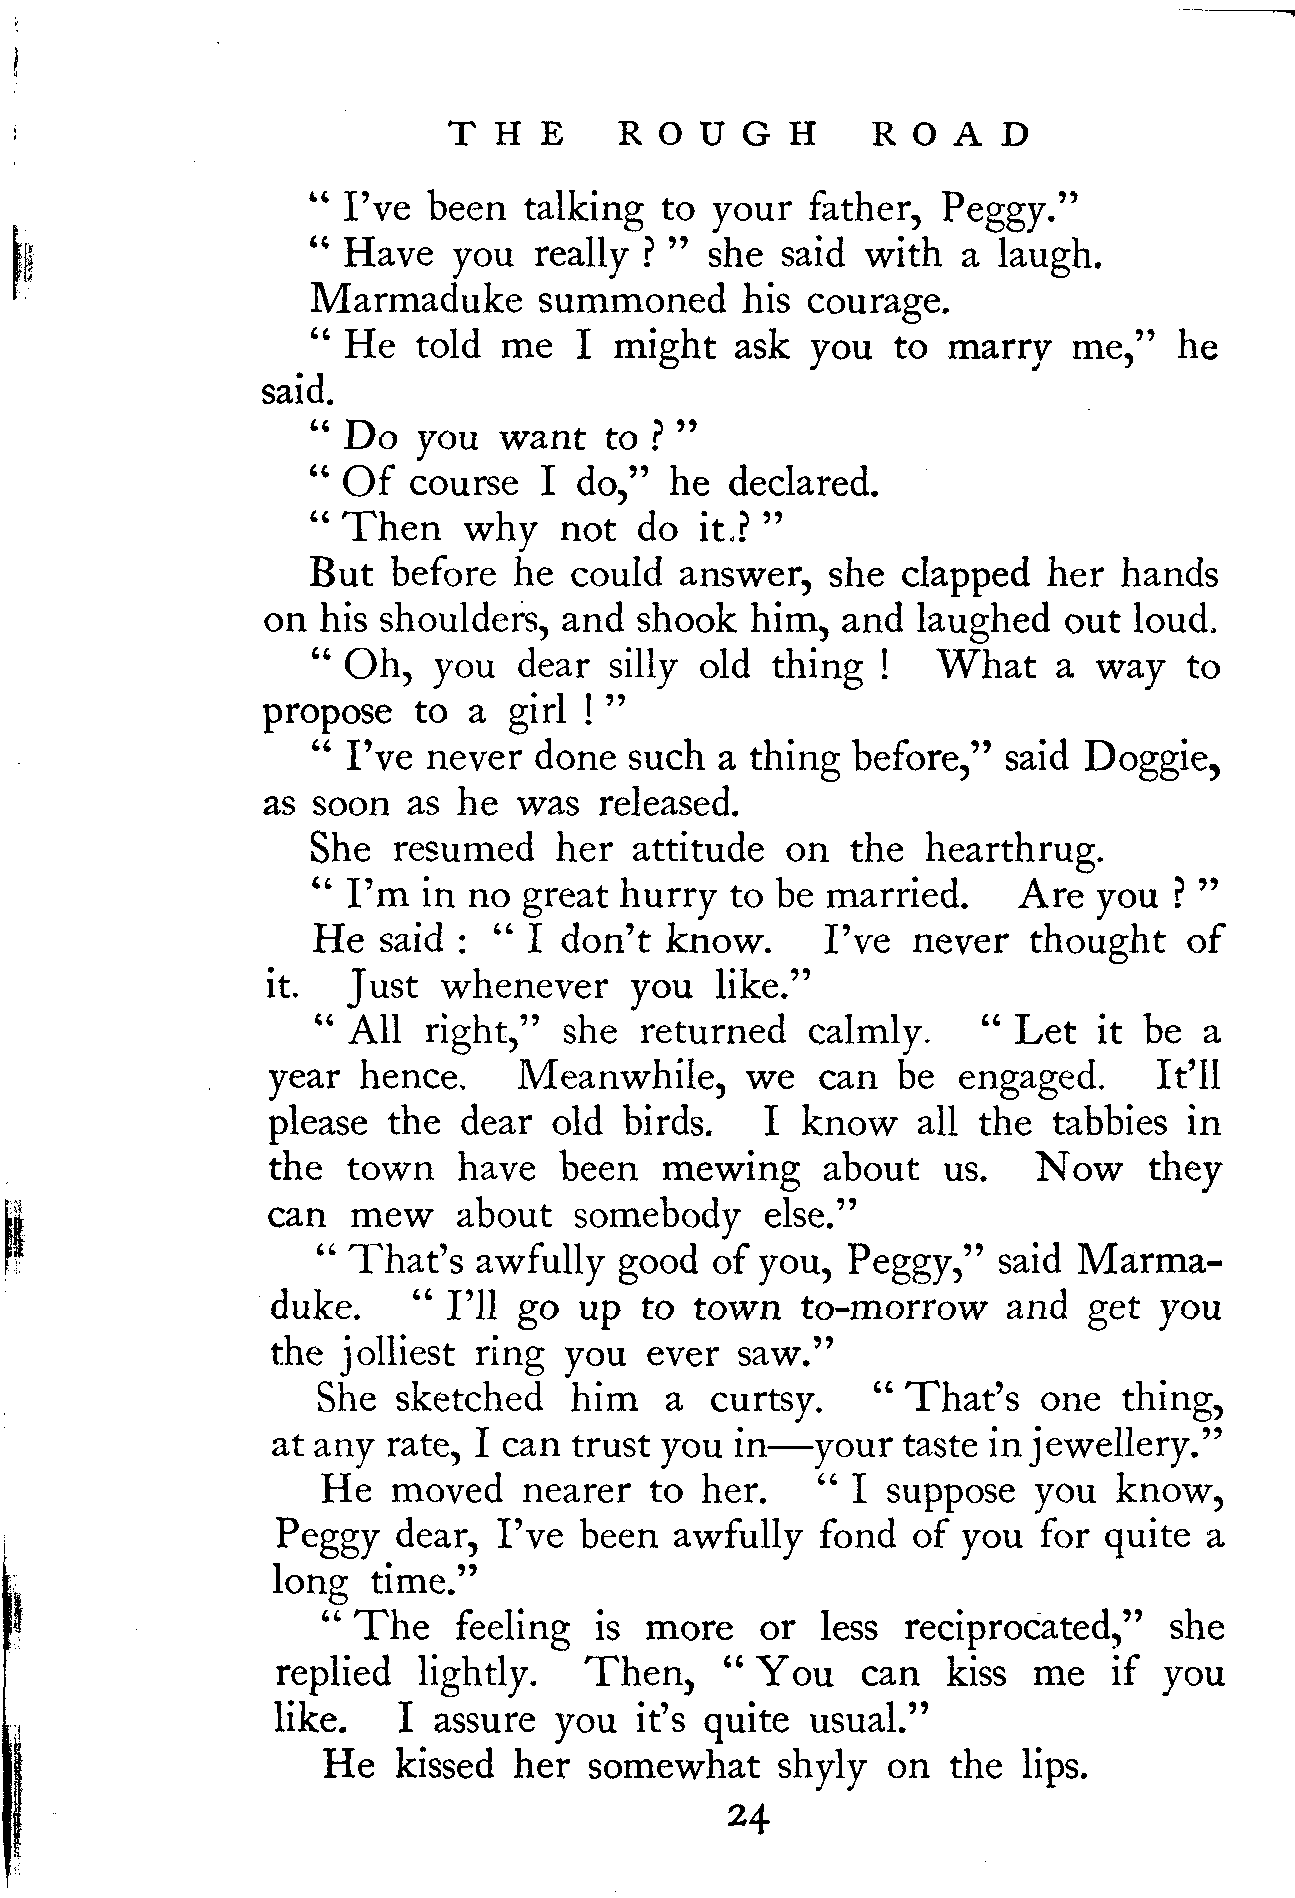 THE ROUGH ROAD
“ I’ve been talking to your father, Peggy.”
“ Have you really ? ” she said with a laugh.
Marmaduke summoned his courage.
“ He told me I might ask you to marry me,” he
said.
“ Do you want to ? ”
“ Of course I do,” he declared.
“ Then why not do it.? ”
But before he could answer, she clapped her hands
on his shoulders, and shook him, and laughed out loud.
“ Oh, you dear silly old thing ! What a way to
propose to a girl ! ”
“ I’ve never done such a thing before,” said Doggie,
as soon as he was released.
She resumed her attitude on the hearthrug.
“ I’m in no great hurry to be married. Are you ? ”
He said : “ I don’t know. I’ve never thought of
it. Just whenever you like.”
“ All right,” she returned calmly. “ Let it be a
year hence. Meanwhile, we can be engaged. It’ll
please the dear old birds. I know all the tabbies in
the town have been mewing about us. Now they
can mew about somebody else.”
“ That’s awfully good of you, Peggy,” said Marma-
duke. “ I’ll go up to town to-morrow and get you
the jolliest ring you ever saw.”
She sketched him a curtsy. “ That’s one thing,
at any rate, I can trust you in—your taste in jewellery.”
He moved nearer to her. “ I suppose you know,
Peggy dear, I’ve been awfully fond of you for quite a
long time.”
“ The feeling is more or less reciprocated,” she
replied lightly. Then, “ You can kiss me if you
like. I assure you it’s quite usual.”
He kissed her somewhat shyly on the lips.
24